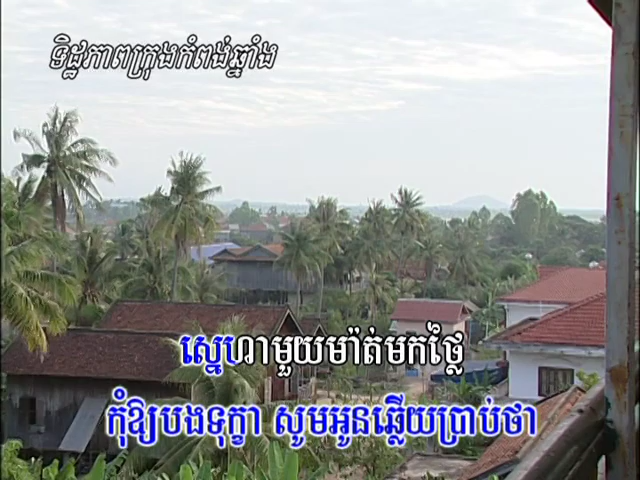 ទិដ្ឋភាពក្រុងកំពង់ឆ្នាំង
ស្នេហាមួយម៉ាត់មកថ្លៃ
កុំឱ្យបងទុក្ខា សូមអូនឆ្លើយប្រាប់ថា